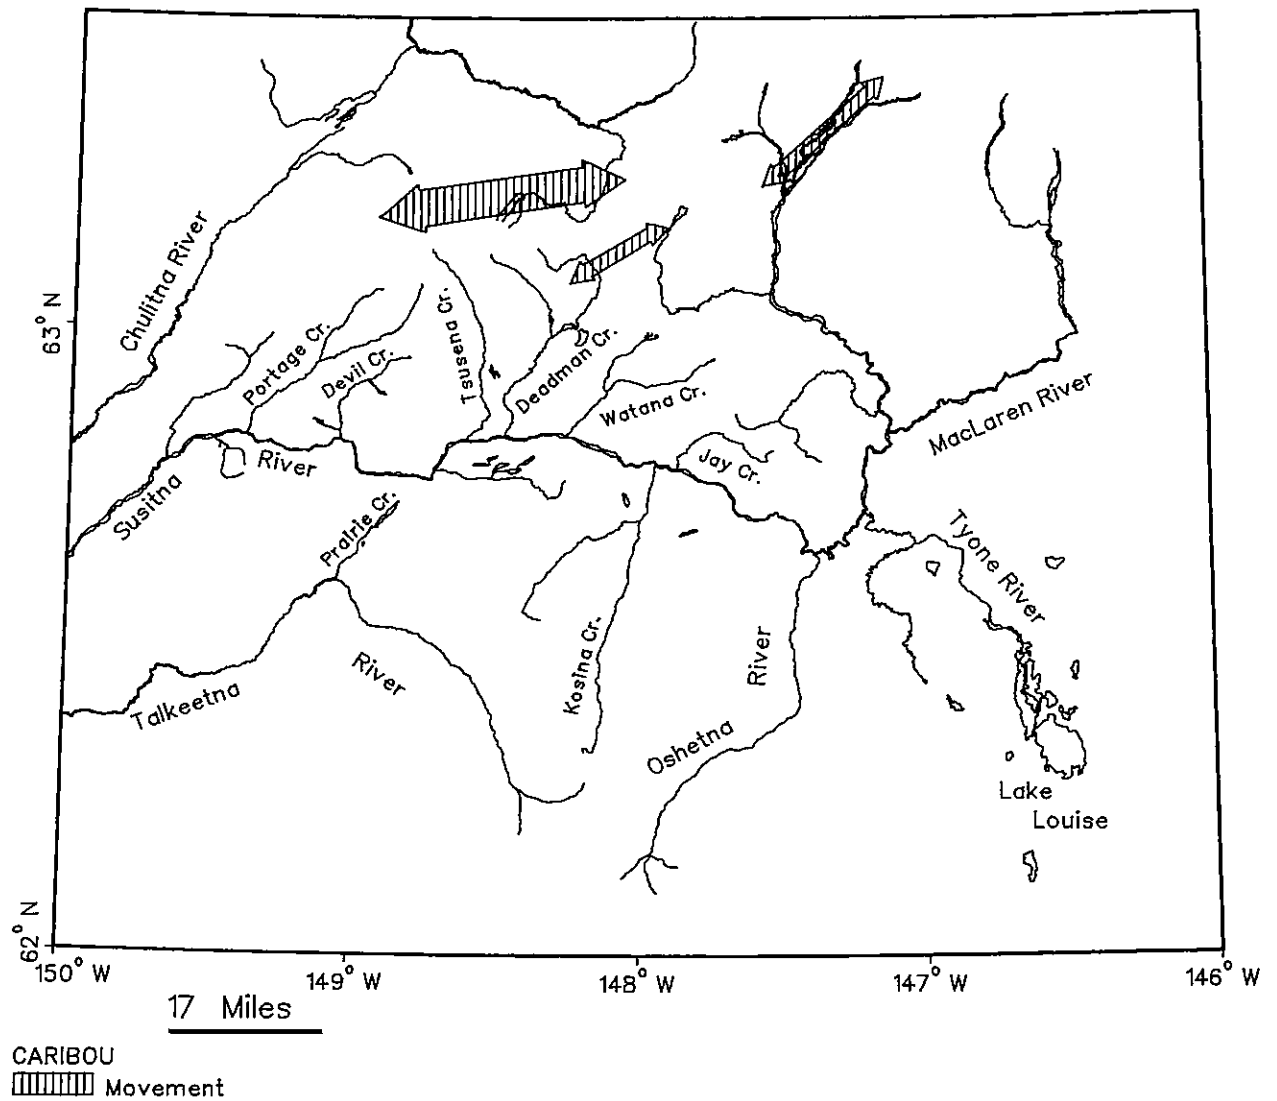 Chulitna River
63° N
Portage Cr.
Devil Cr.
Tsusena Cr.
Deadman Cr.
Watana Cr.
MacLaren River
Jay Cr.
Susitna
River
Prairie Cr.
Tyone River
Kosina Cr.
River
River
Talkeetna
Oshetna
Lake
Louise
62° N
150° W
149° W
148° W
147° W
146° W
17 Miles
CARIBOU
Movement